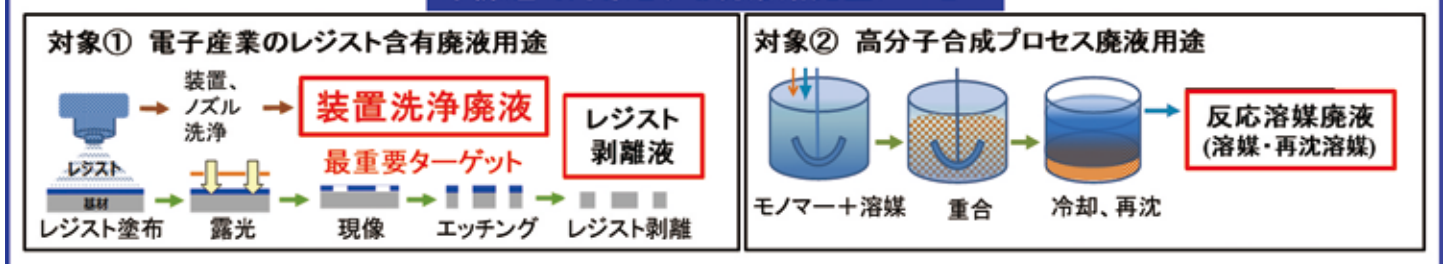 対象① 電子産業のレジスト含有廃液用途
装置、
ノズル
洗浄
装置洗浄廃液
最重要ターゲット
レジスト
剥離液
レジスト
基材
レジスト塗布
露光
現像
エッチング
レジスト剥離
対象② 高分子合成プロセス廃液用途
反応溶媒廃液
(溶媒・再沈溶媒)
モノマー+溶媒
重合
冷却、再沈